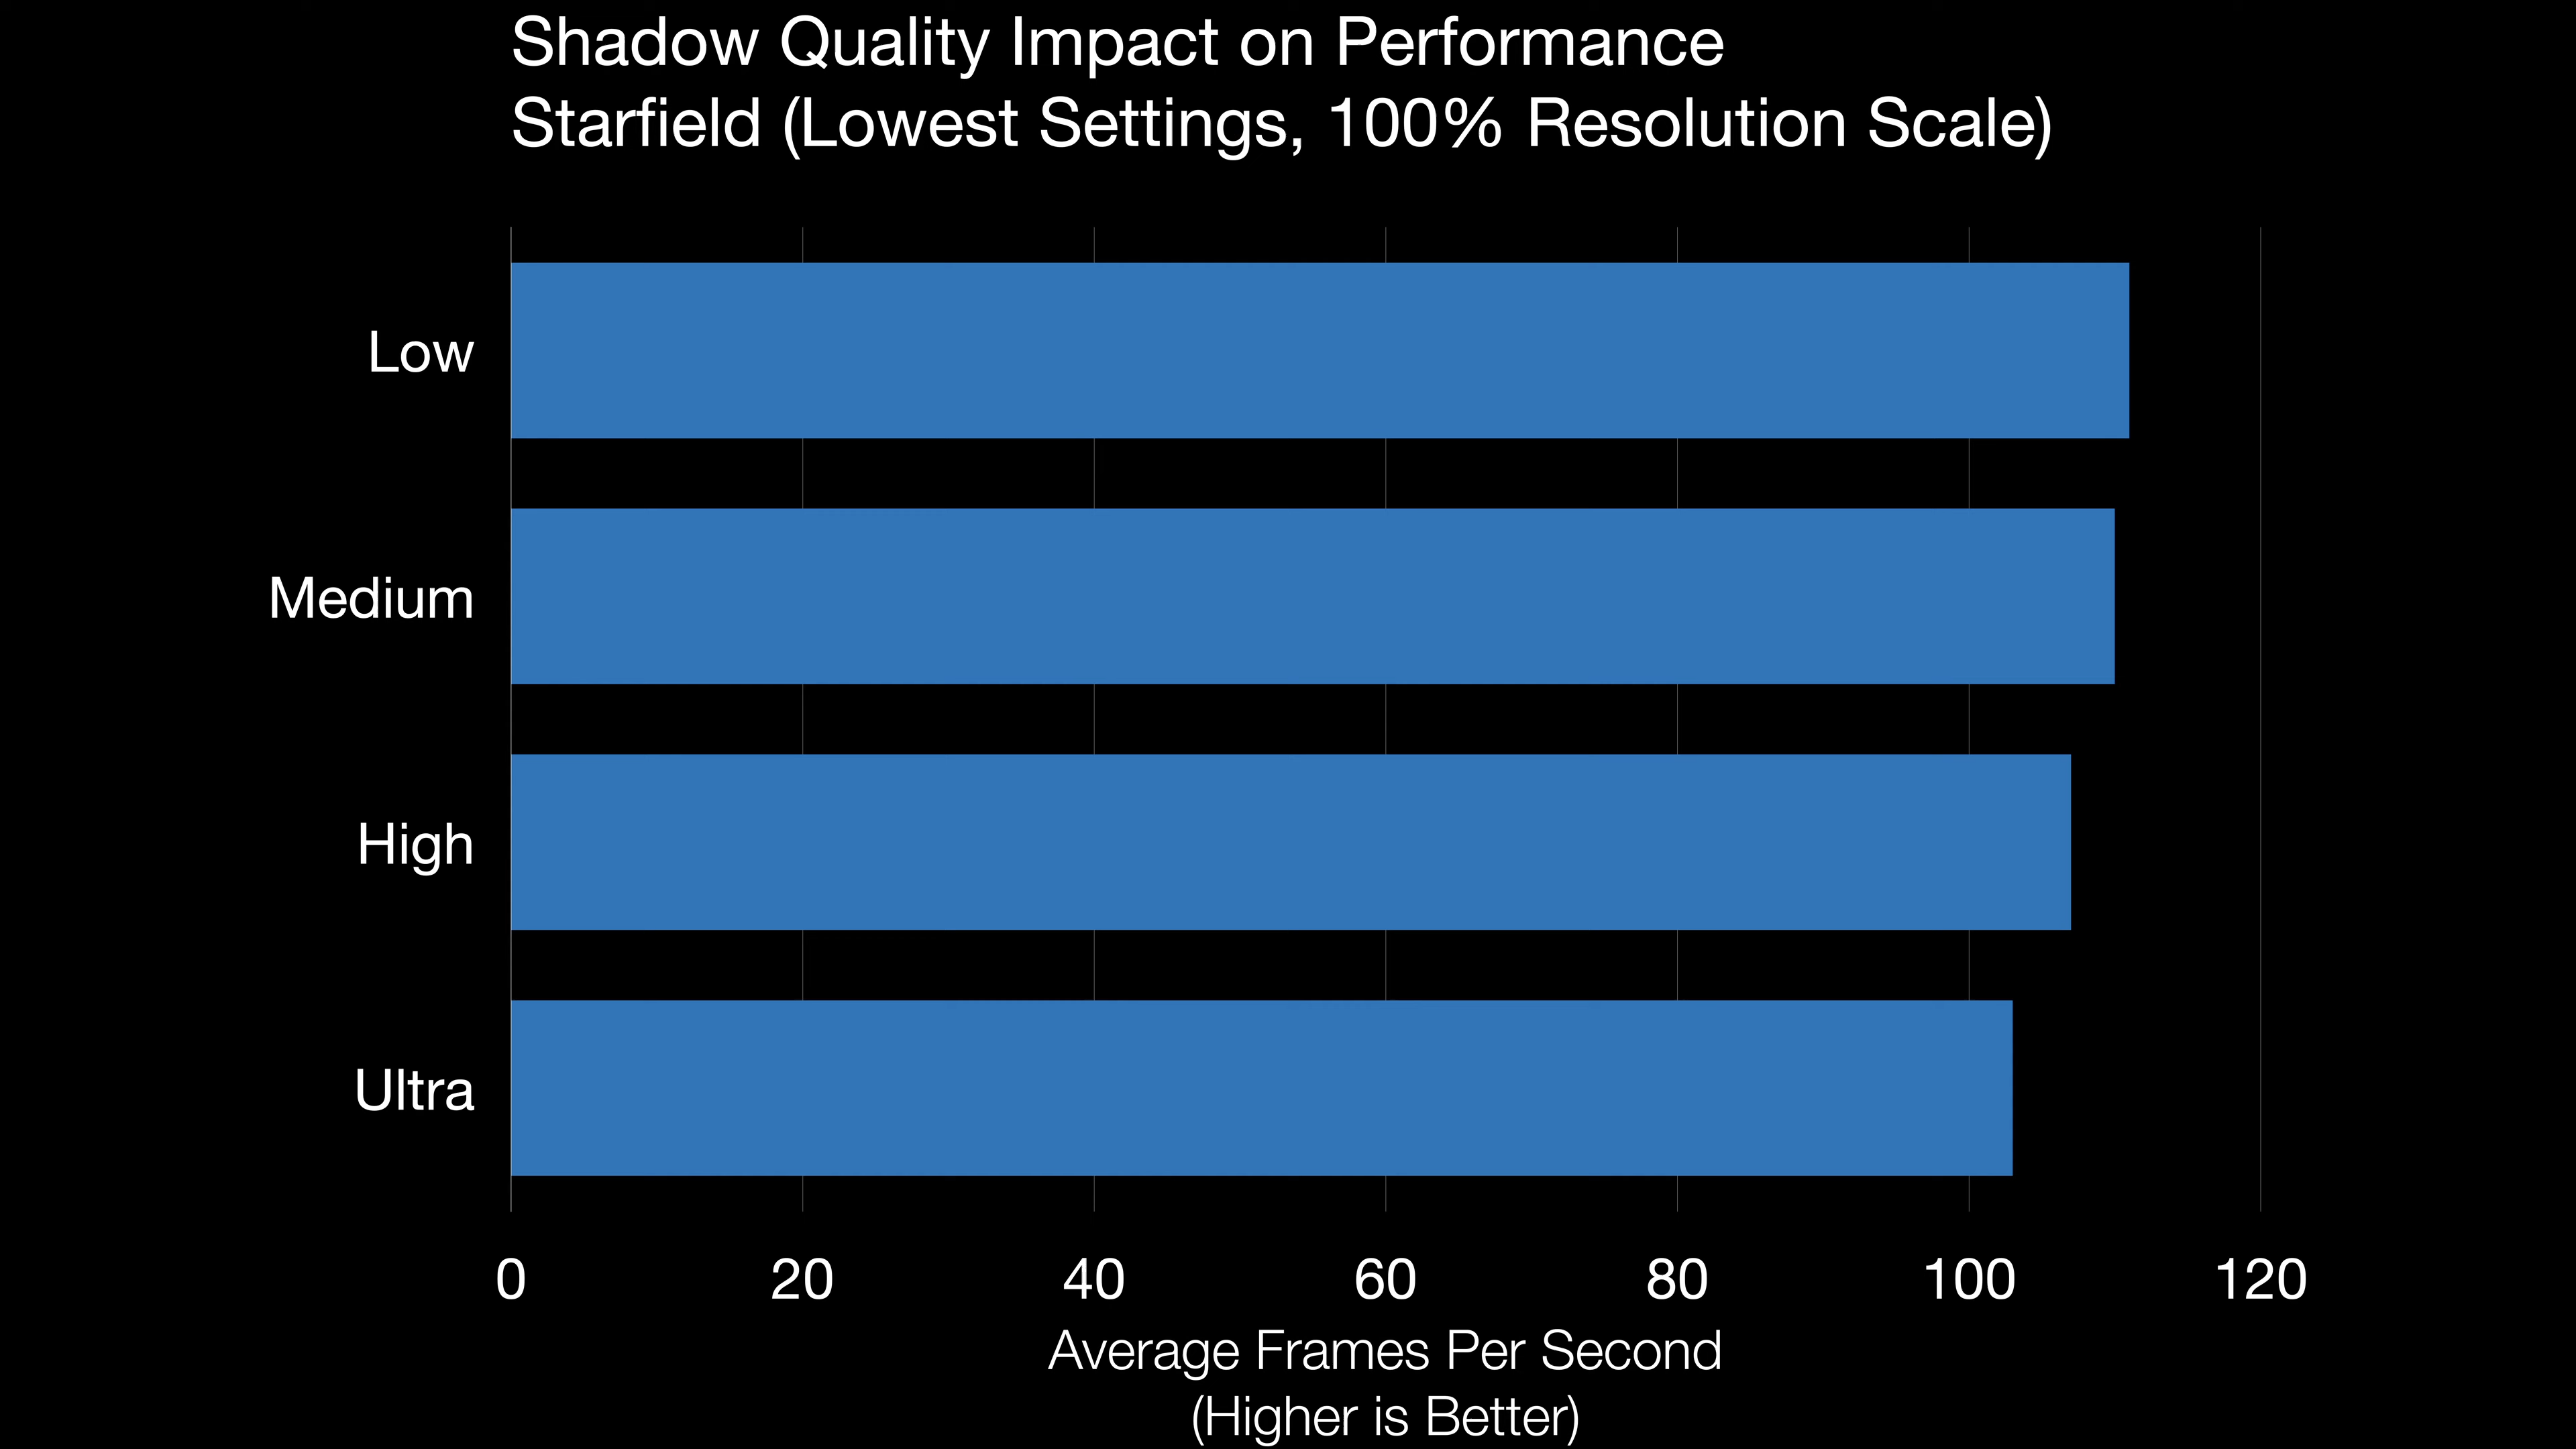 Shadow Quality Impact on Performance
Starfield (Lowest Settings, 100% Resolution Scale)
Low
Medium
High
Ultra
0 20 40 60 80 100 120
Average Frames Per Second
(Higher is Better)